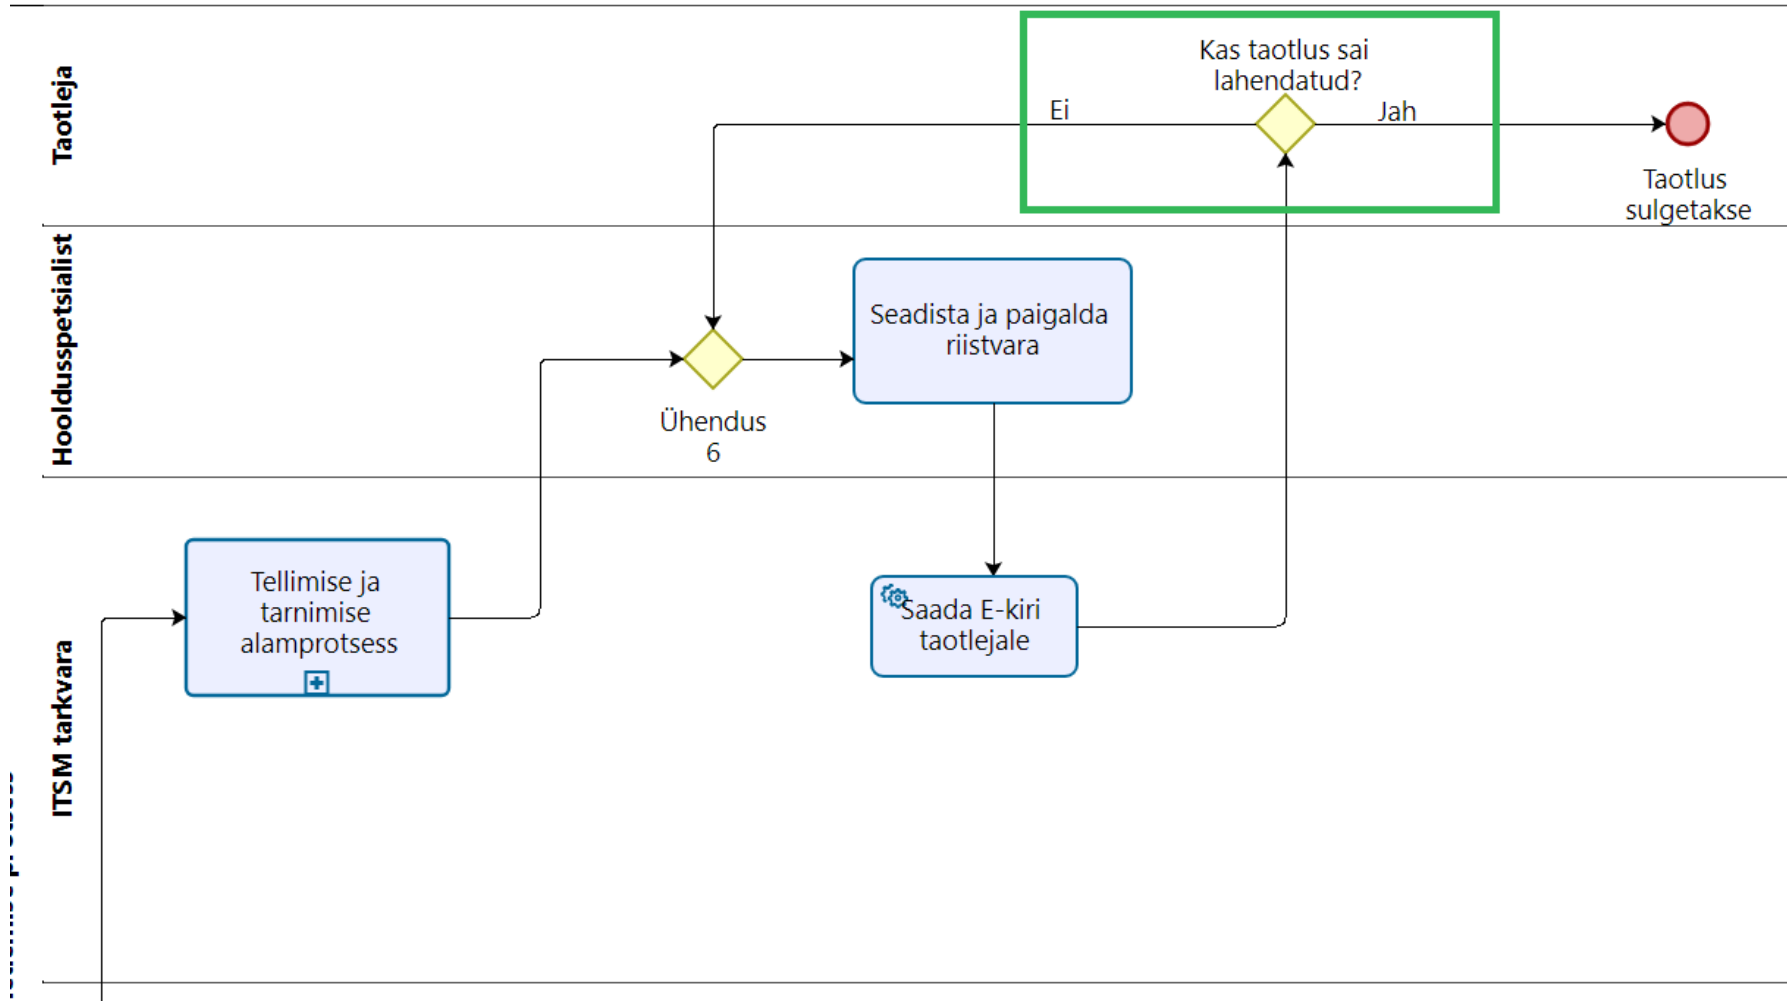 Taotleja
Kas taotlus sai
lahendatud?
Ei
Jah
Taotlus
sulgetakse
Hooldusspetsialist
Seadista ja paigalda
riistvara
Ühendus
6
ITSM tarkvara
Tellimise ja
tarnimise
alamprotsess
Saada E-kiri
taotlejale